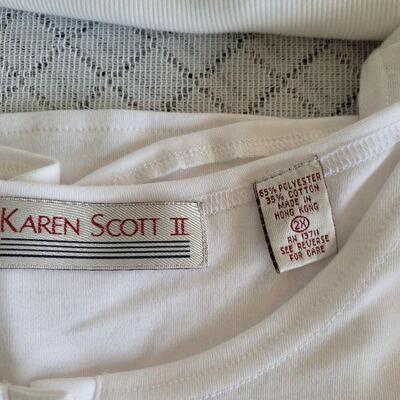 KAREN SCOTT II
65% POLYESTER
35% COTTON
MADE IN
HONG KONG
2X
RN 13711
SEE REVERSE
FOR CARE